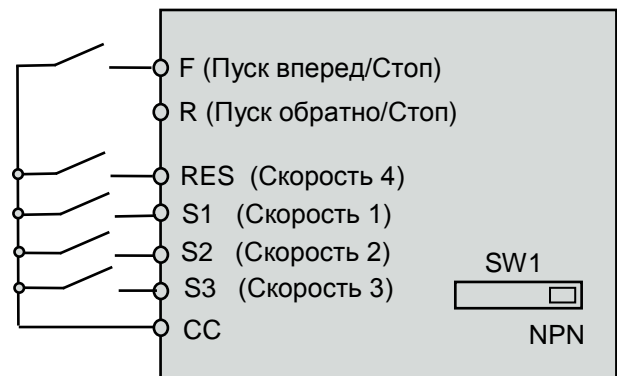 F (Пуск вперед/Стоп)
R (Пуск обратно/Стоп)
RES (Скорость 4)
S1 (Скорость 1)
S2 (Скорость 2)
S3 (Скорость 3)
CC
SW1
NPN